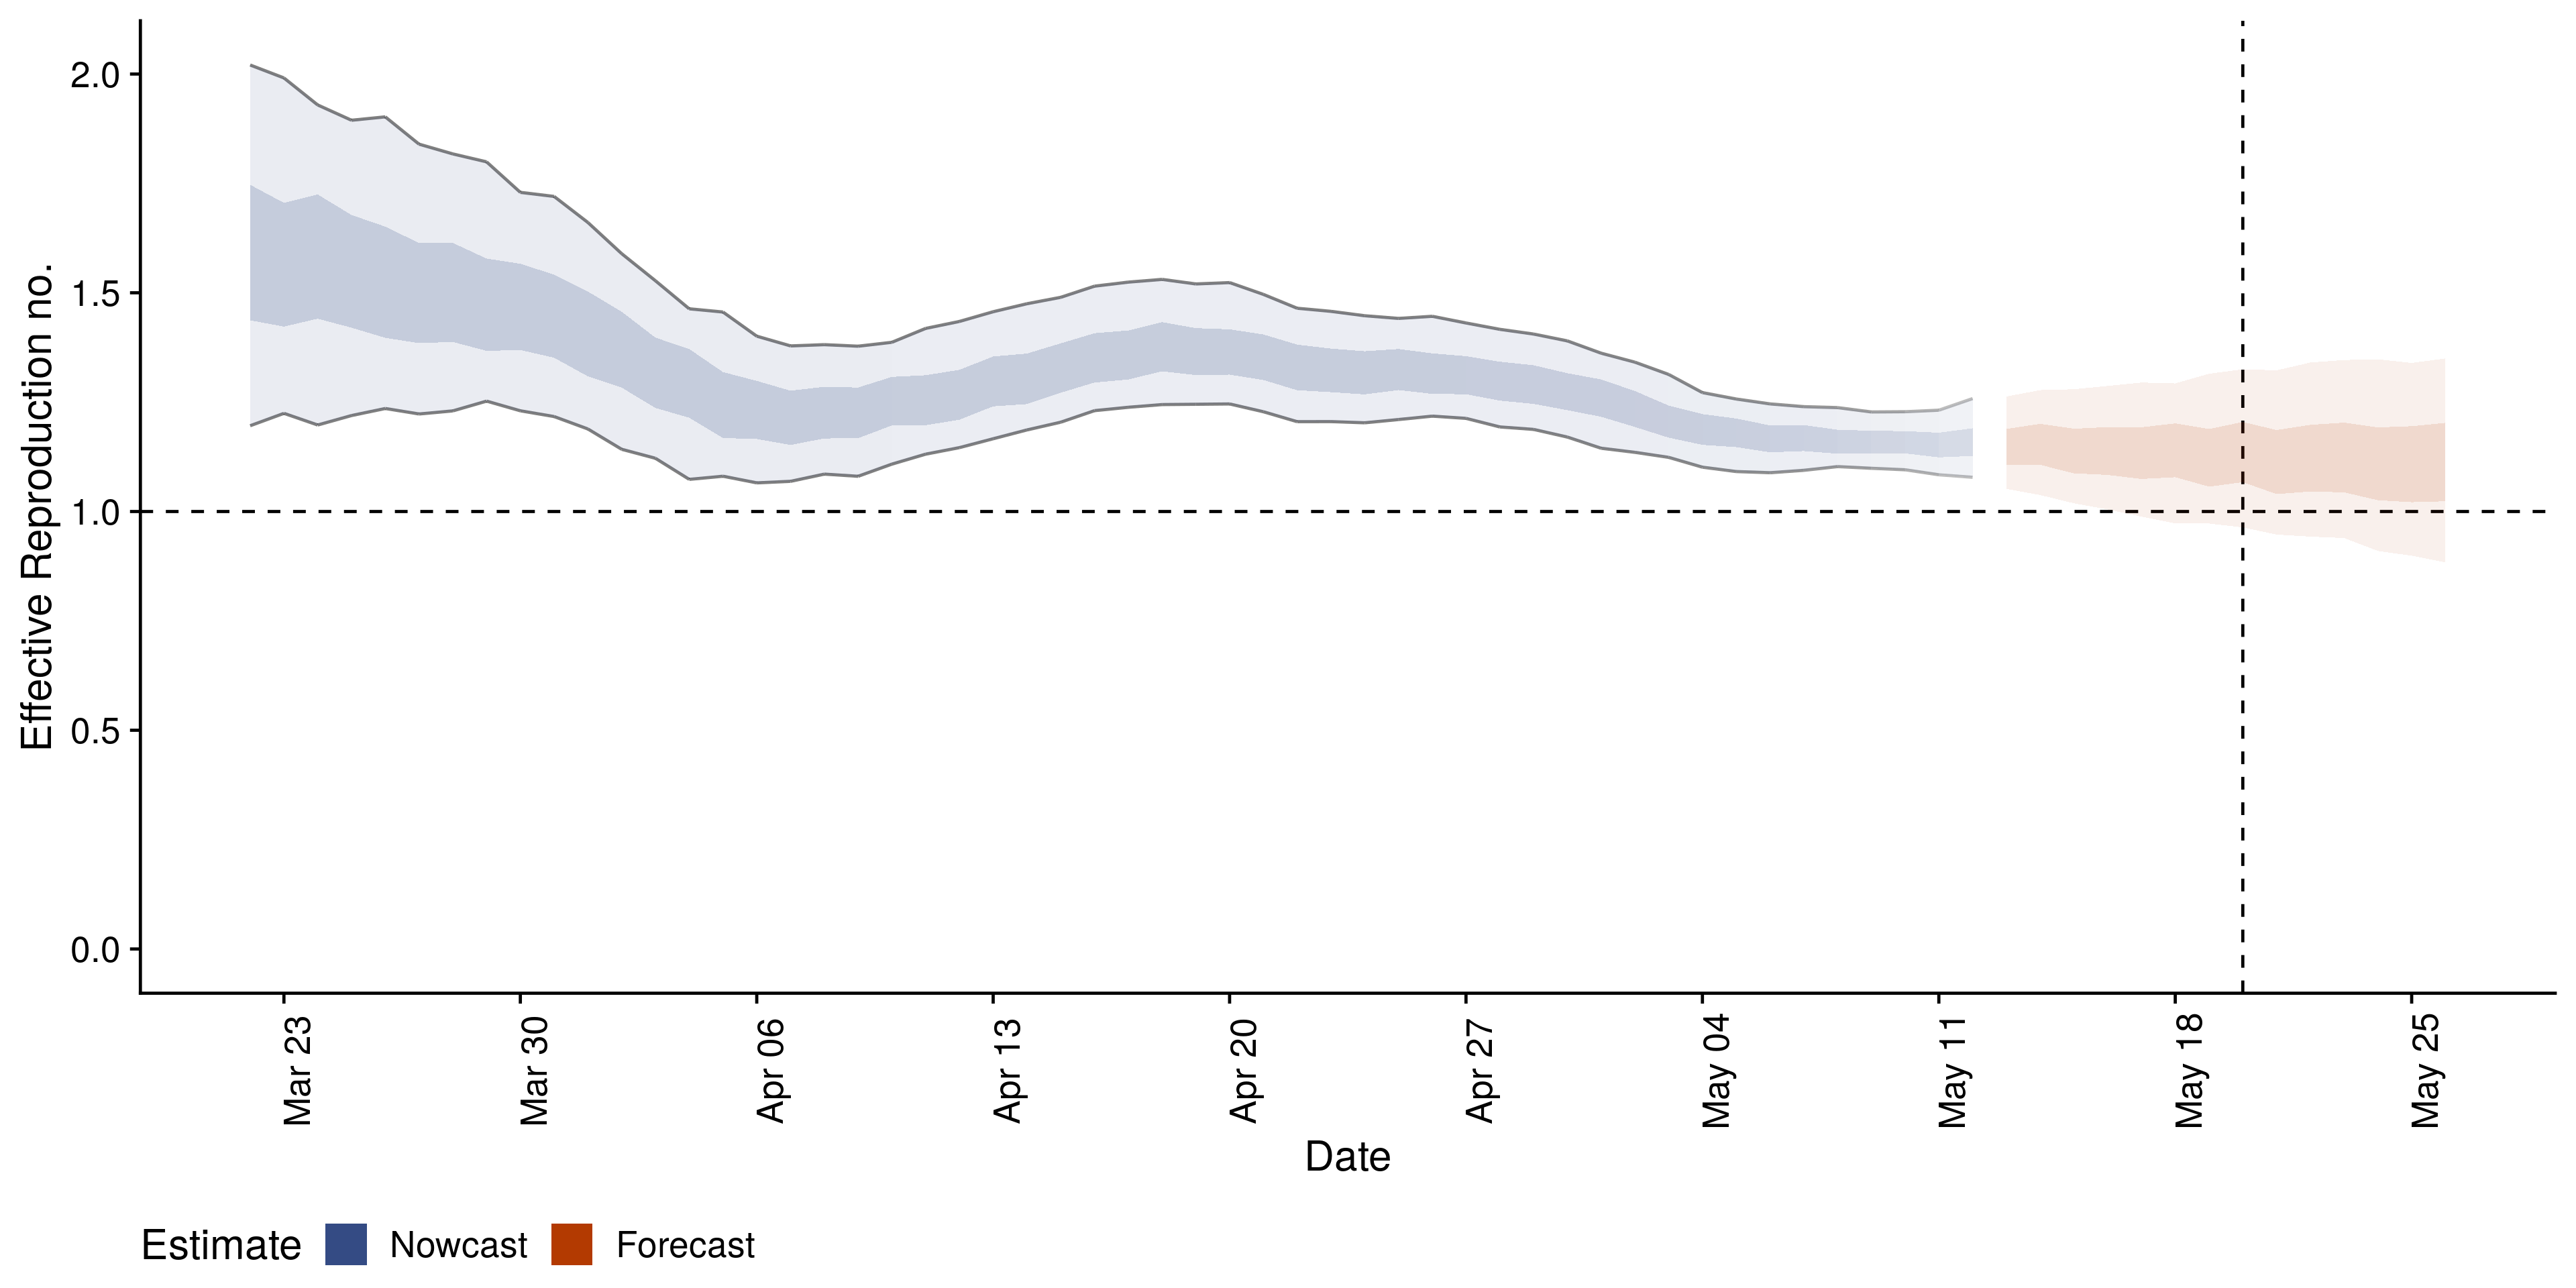 Effective Reproduction no.
2.0
1.5
1.0
0.5
0.0
Mar 23
Mar 30
Apr 06
Apr 13
Apr 20
Apr 27
May 04
May 11
May 18
May 25
Date
Estimate Nowcast Forecast